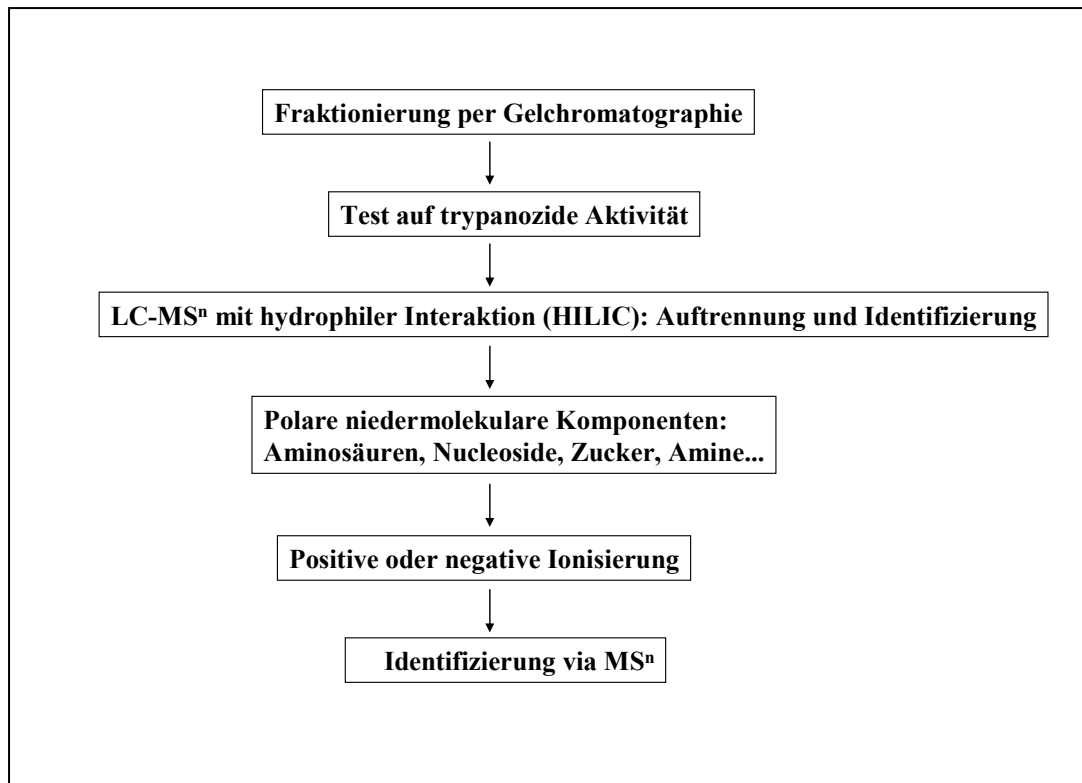 Fraktionierung per Gelchromatographie
Test auf trypanozide Aktivität
LC-MSⁿ mit hydrophiler Interaktion (HILIC): Auftrennung und Identifizierung
Polare niedermolekulare Komponenten:
Aminosäuren, Nucleoside, Zucker, Amine...
Positive oder negative Ionisierung
Identifizierung via MSⁿ